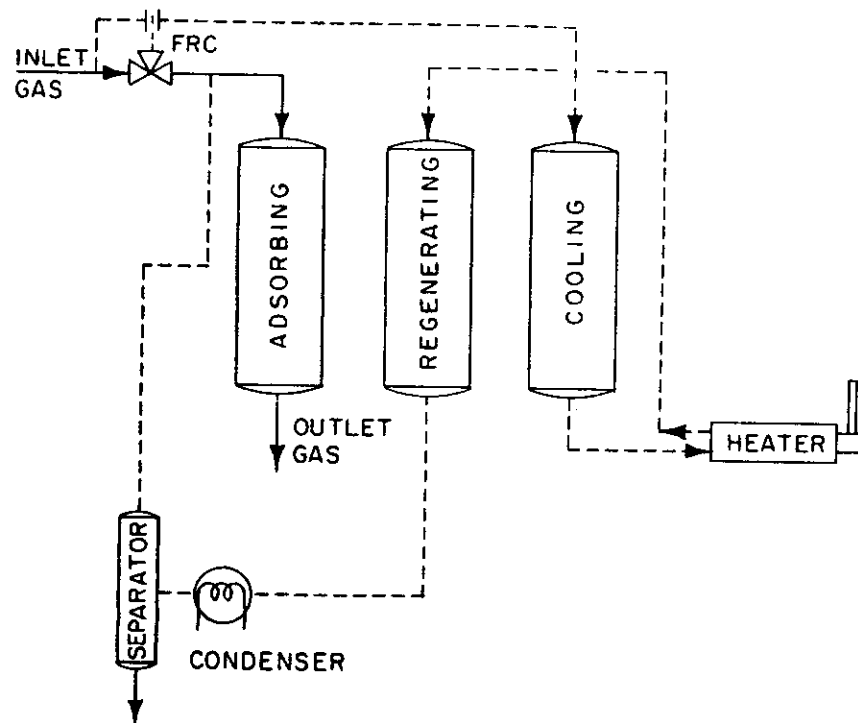 FRC
INLET
GAS
ADSORBING
REGENERATING
COOLING
OUTLET
GAS
HEATER
SEPARATOR
CONDENSER